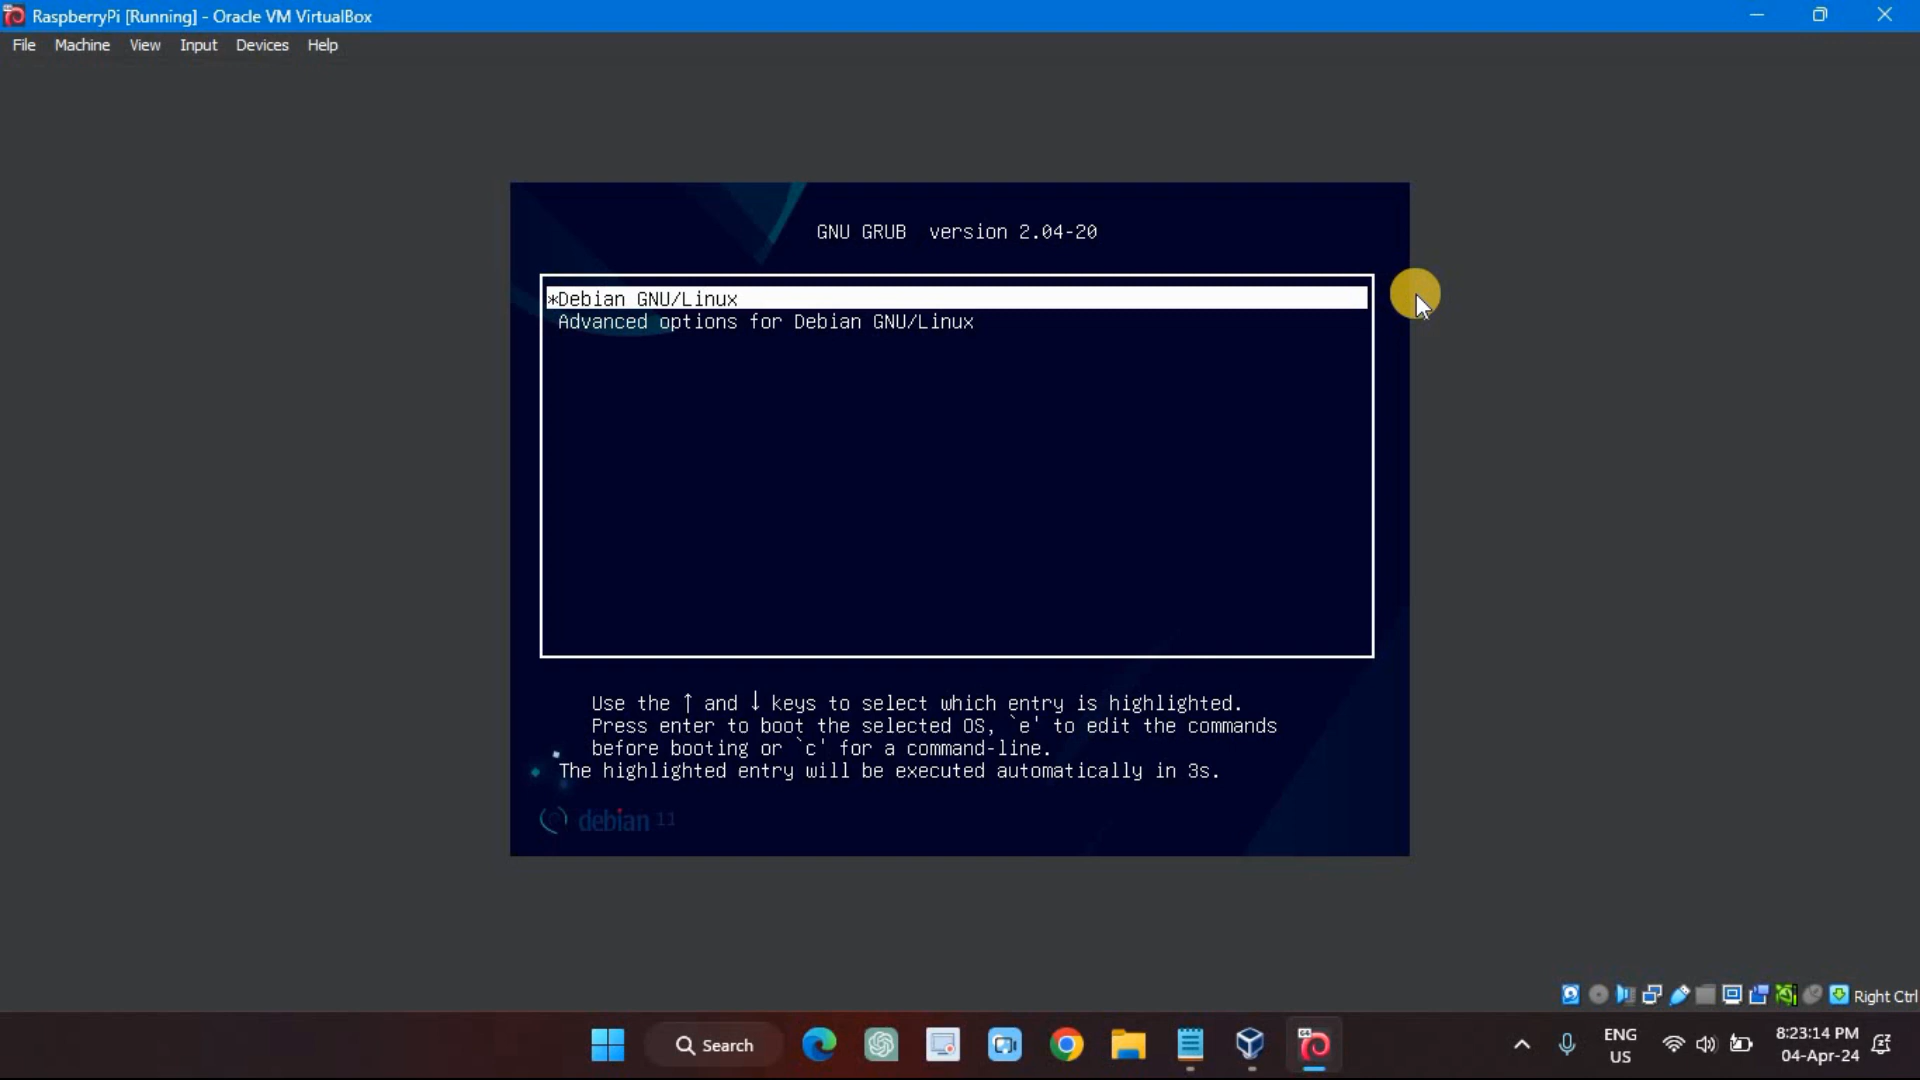 RaspberryPi [Running] - Oracle VM VirtualBox
File Machine View Input Devices Help
GNU GRUB version 2.04-20
*Debian GNU/Linux
Advanced options for Debian GNU/Linux
Use the ↑ and ↓ keys to select which entry is highlighted.
Press enter to boot the selected OS, `e' to edit the commands
before booting or `c' for a command-line.
The highlighted entry will be executed automatically in 3s.
debian 11
Right Ctrl
Search
ENG
US
8:23:14 PM
04-Apr-24